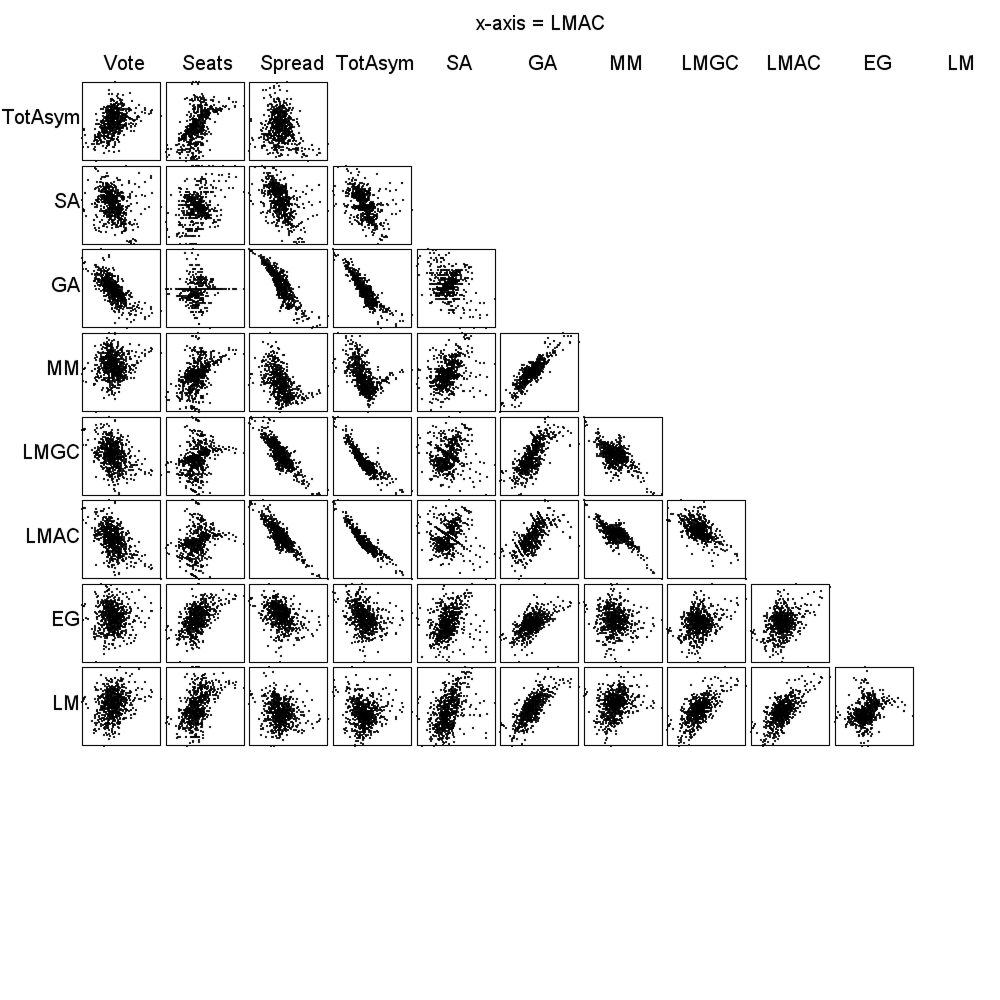 x-axis = LMAC
Vote Seats Spread TotAsym SA GA MM LMGC LMAC EG LM
TotAsym
SA
GA
MM
LMGC
LMAC
EG
LM